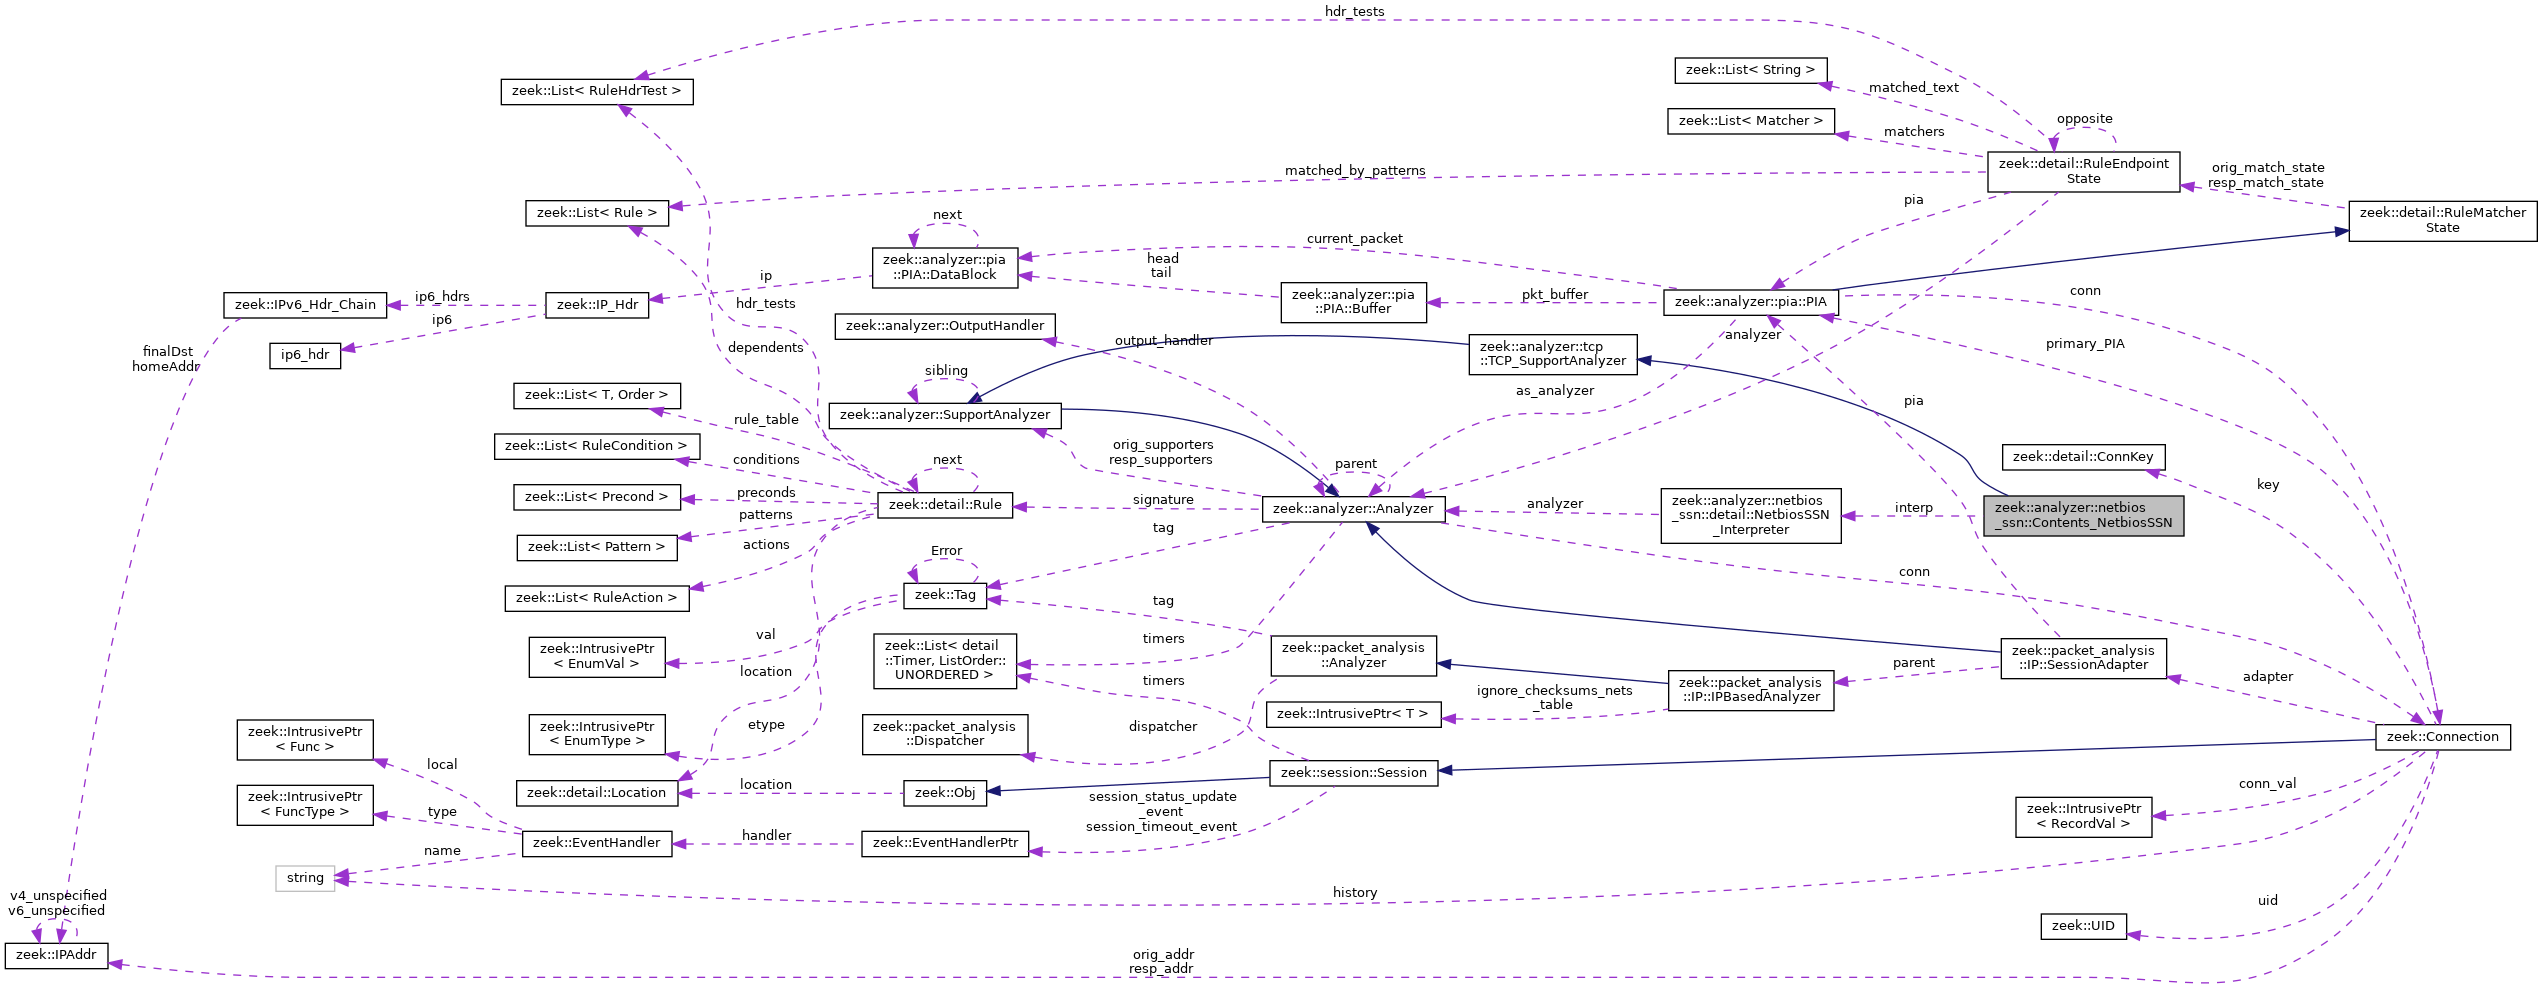 hdr_tests
zeek::List< String >
zeek::List< RuleHdrTest >
matched_text
opposite
zeek::List< Matcher >
matchers
zeek::detail::RuleEndpoint
State
matched_by_patterns
orig_match_state
resp_match_state
pia
zeek::List< Rule >
next
zeek::detail::RuleMatcher
State
current_packet
zeek::analyzer::pia
::PIA::DataBlock
head
tail
ip
conn
zeek::IPv6_Hdr_Chain
ip6_hdrs
zeek::IP_Hdr
hdr_tests
zeek::analyzer::pia
::PIA::Buffer
pkt_buffer
zeek::analyzer::pia::PIA
ip6
zeek::analyzer::OutputHandler
output_handler
analyzer
primary_PIA
finalDst
homeAddr
ip6_hdr
dependents
zeek::analyzer::tcp
::TCP_SupportAnalyzer
sibling
zeek::List< T, Order >
as_analyzer
pia
zeek::analyzer::SupportAnalyzer
rule_table
zeek::List< RuleCondition >
orig_supporters
resp_supporters
conditions
next
parent
zeek::detail::ConnKey
key
zeek::List< Precond >
preconds
zeek::detail::Rule
signature
zeek::analyzer::Analyzer
analyzer
zeek::analyzer::netbios
_ssn::detail::NetbiosSSN
_Interpreter
interp
zeek::analyzer::netbios
_ssn::Contents_NetbiosSSN
patterns
tag
zeek::List< Pattern >
actions
Error
conn
zeek::List< RuleAction >
zeek::Tag
tag
val
zeek::IntrusivePtr
< EnumVal >
zeek::List< detail
::Timer, ListOrder::
UNORDERED >
timers
zeek::packet_analysis
::Analyzer
zeek::packet_analysis
::IP::SessionAdapter
location
timers
parent
adapter
zeek::packet_analysis
::IP::IPBasedAnalyzer
ignore_checksums_nets
_table
zeek::IntrusivePtr
< EnumType >
etype
zeek::packet_analysis
::Dispatcher
dispatcher
zeek::IntrusivePtr< T >
zeek::IntrusivePtr
< Func >
local
zeek::Connection
zeek::session::Session
zeek::detail::Location
location
zeek::Obj
conn_val
zeek::IntrusivePtr
< FuncType >
type
session_status_update
_event
session_timeout_event
zeek::IntrusivePtr
< RecordVal >
zeek::EventHandler
handler
zeek::EventHandlerPtr
name
string
history
v4_unspecified
v6_unspecified
uid
zeek::UID
zeek::IPAddr
orig_addr
resp_addr